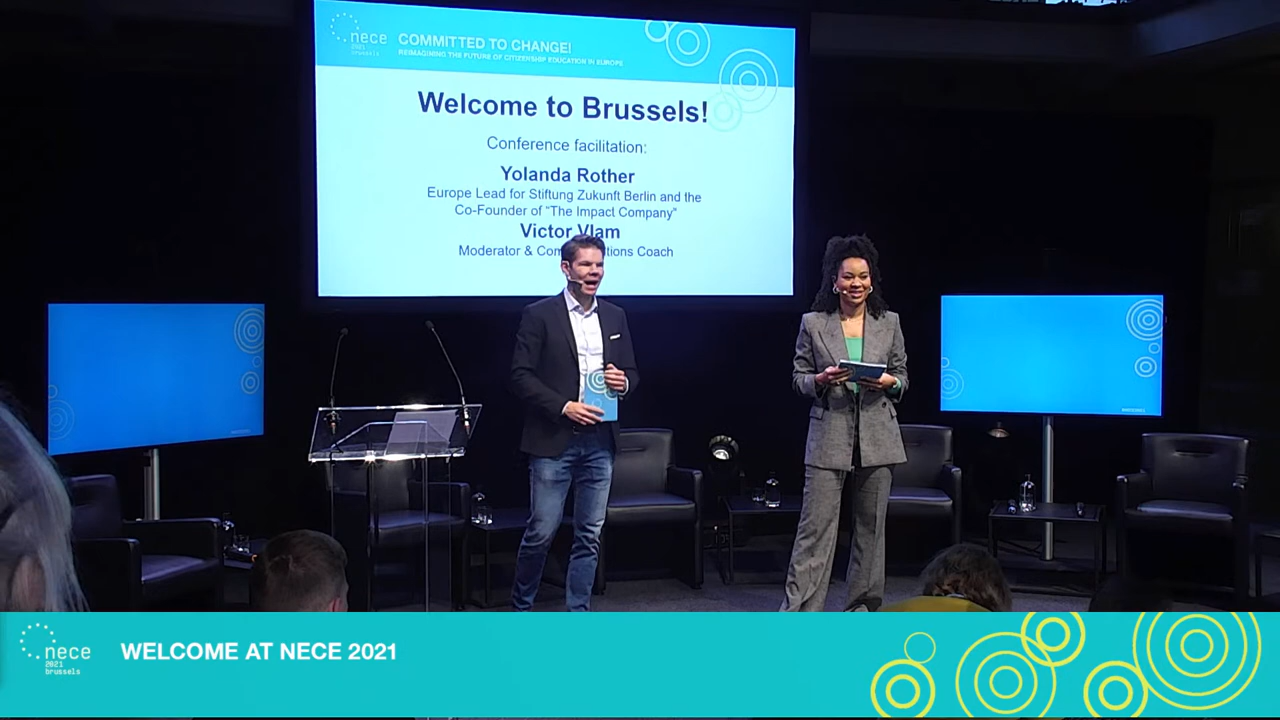 nece
2021
brussels
COMMITTED TO CHANGE!
REIMAGINING THE FUTURE OF CITIZENSHIP EDUCATION IN EUROPE
Welcome to Brussels!
Conference facilitation:
Yolanda Rother
Europe Lead for Stiftung Zukunft Berlin and the
Co-Founder of "The Impact Company"
Victor Vlam
Moderator & Com tions Coach
nece
2021
brussels
WELCOME AT NECE 2021